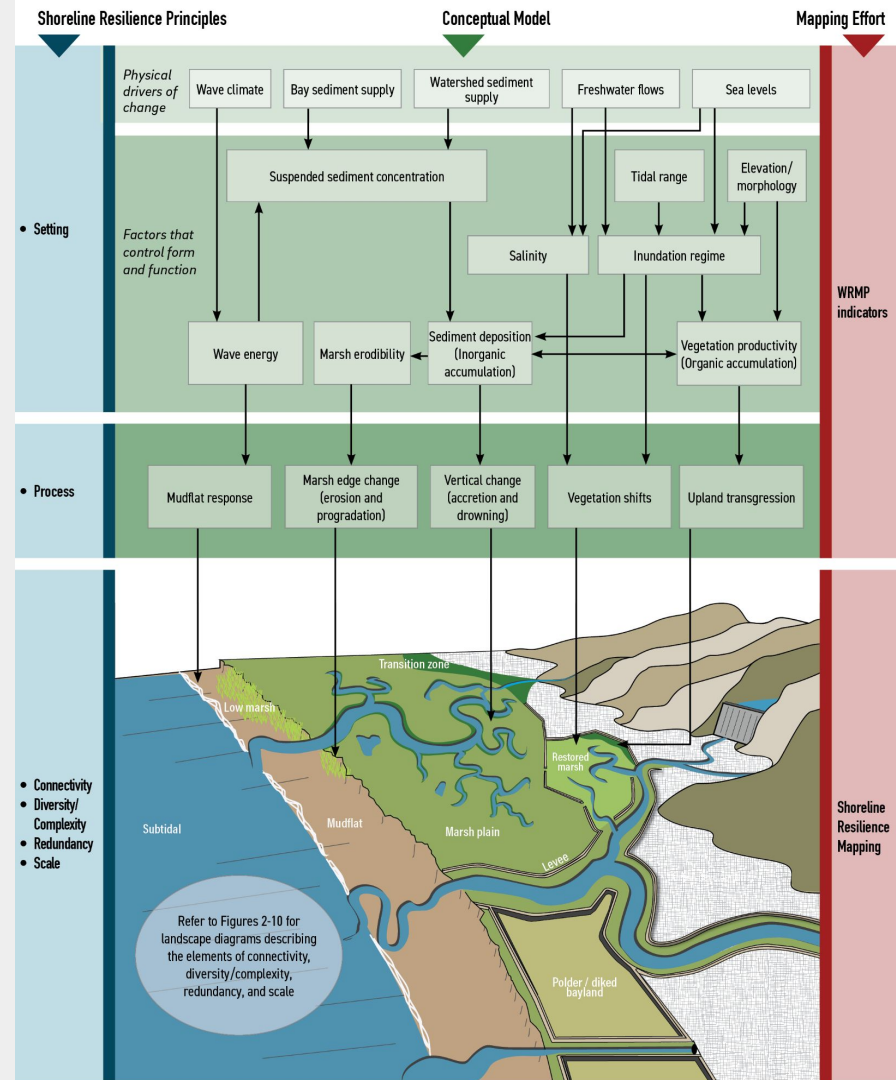 Shoreline Resilience Principles
Conceptual Model
Mapping Effort
Physical
drivers of
change
Wave climate
Bay sediment supply
Watershed sediment
supply
Freshwater flows
Sea levels
• Setting
Factors that
control form
and function
Suspended sediment concentration
Tidal range
Elevation/
morphology
Salinity
Inundation regime
Wave energy
Marsh erodibility
Sediment deposition
(Inorganic
accumulation)
Vegetation productivity
(Organic accumulation)
WRMP
indicators
• Process
Mudflat response
Marsh edge change
(erosion and
progradation)
Vertical change
(accretion and
drowning)
Vegetation shifts
Upland transgression
• Connectivity
• Diversity/
Complexity
• Redundancy
• Scale
Transition zone
Low marsh
Restored
marsh
Subtidal
Mudflat
Marsh plain
Levee
Refer to Figures 2-10 for
landscape diagrams describing
the elements of connectivity,
diversity/complexity,
redundancy, and scale
Polder / diked
bayland
Shoreline
Resilience
Mapping